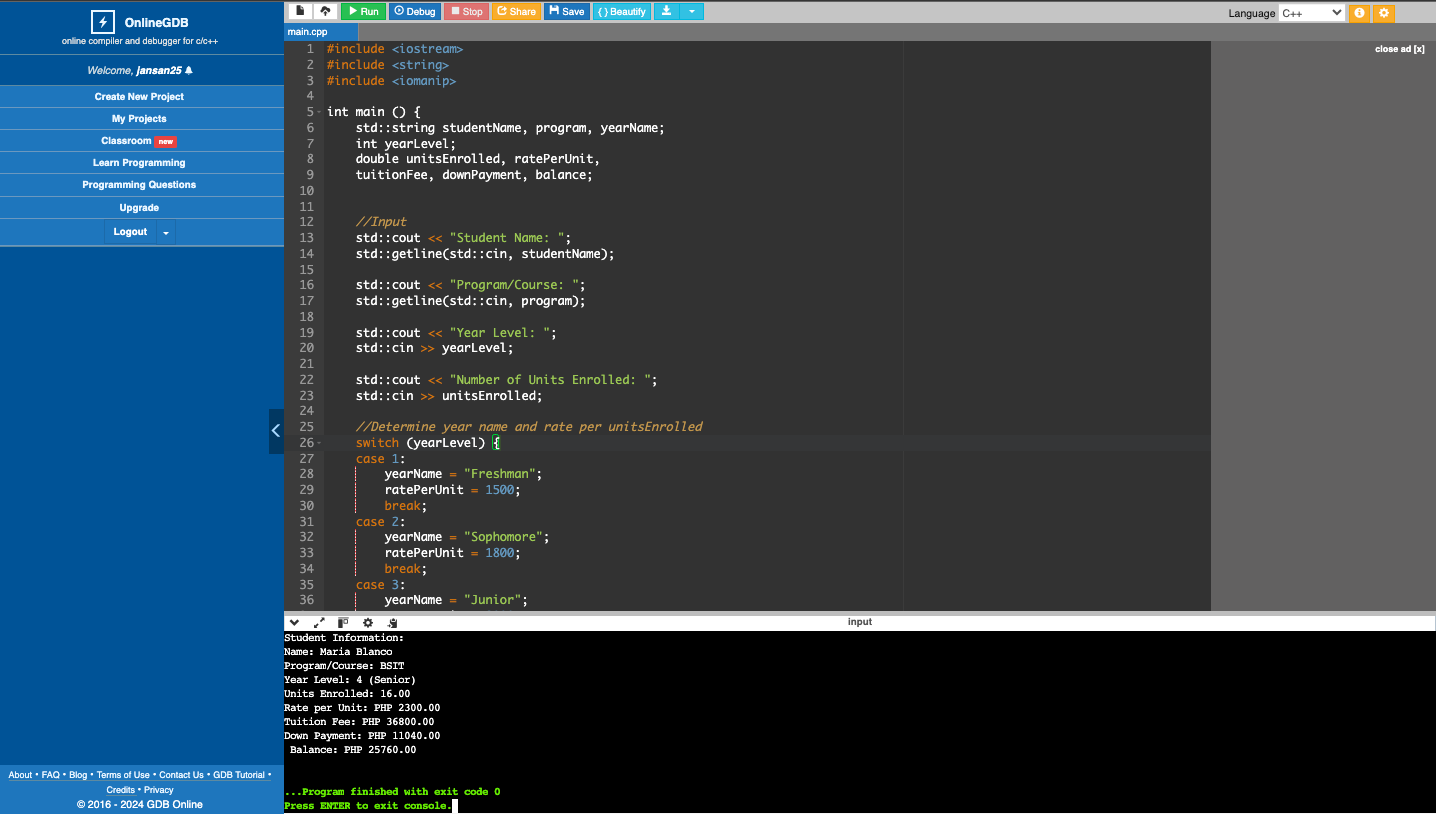 OnlineGDB
online compiler and debugger for c/c++
Welcome, jansan25
Create New Project
My Projects
Classroom new
Learn Programming
Programming Questions
Upgrade
Logout
About • FAQ • Blog • Terms of Use • Contact Us • GDB Tutorial •
Credits • Privacy
© 2016 - 2024 GDB Online
Run Debug Stop Share Save { } Beautify
Language C++
main.cpp
close ad [x]
1 #include <iostream>
2 #include <string>
3 #include <iomanip>
4
5 int main () {
6     std::string studentName, program, yearName;
7     int yearLevel;
8     double unitsEnrolled, ratePerUnit,
9     tuitionFee, downPayment, balance;
10
11
12     //Input
13     std::cout << "Student Name: ";
14     std::getline(std::cin, studentName);
15
16     std::cout << "Program/Course: ";
17     std::getline(std::cin, program);
18
19     std::cout << "Year Level: ";
20     std::cin >> yearLevel;
21
22     std::cout << "Number of Units Enrolled: ";
23     std::cin >> unitsEnrolled;
24
25     //Determine year name and rate per unitsEnrolled
26     switch (yearLevel) {
27     case 1:
28         yearName = "Freshman";
29         ratePerUnit = 1500;
30         break;
31     case 2:
32         yearName = "Sophomore";
33         ratePerUnit = 1800;
34         break;
35     case 3:
36         yearName = "Junior";
input
Student Information:
Name: Maria Blanco
Program/Course: BSIT
Year Level: 4 (Senior)
Units Enrolled: 16.00
Rate per Unit: PHP 2300.00
Tuition Fee: PHP 36800.00
Down Payment: PHP 11040.00
 Balance: PHP 25760.00
...Program finished with exit code 0
Press ENTER to exit console.